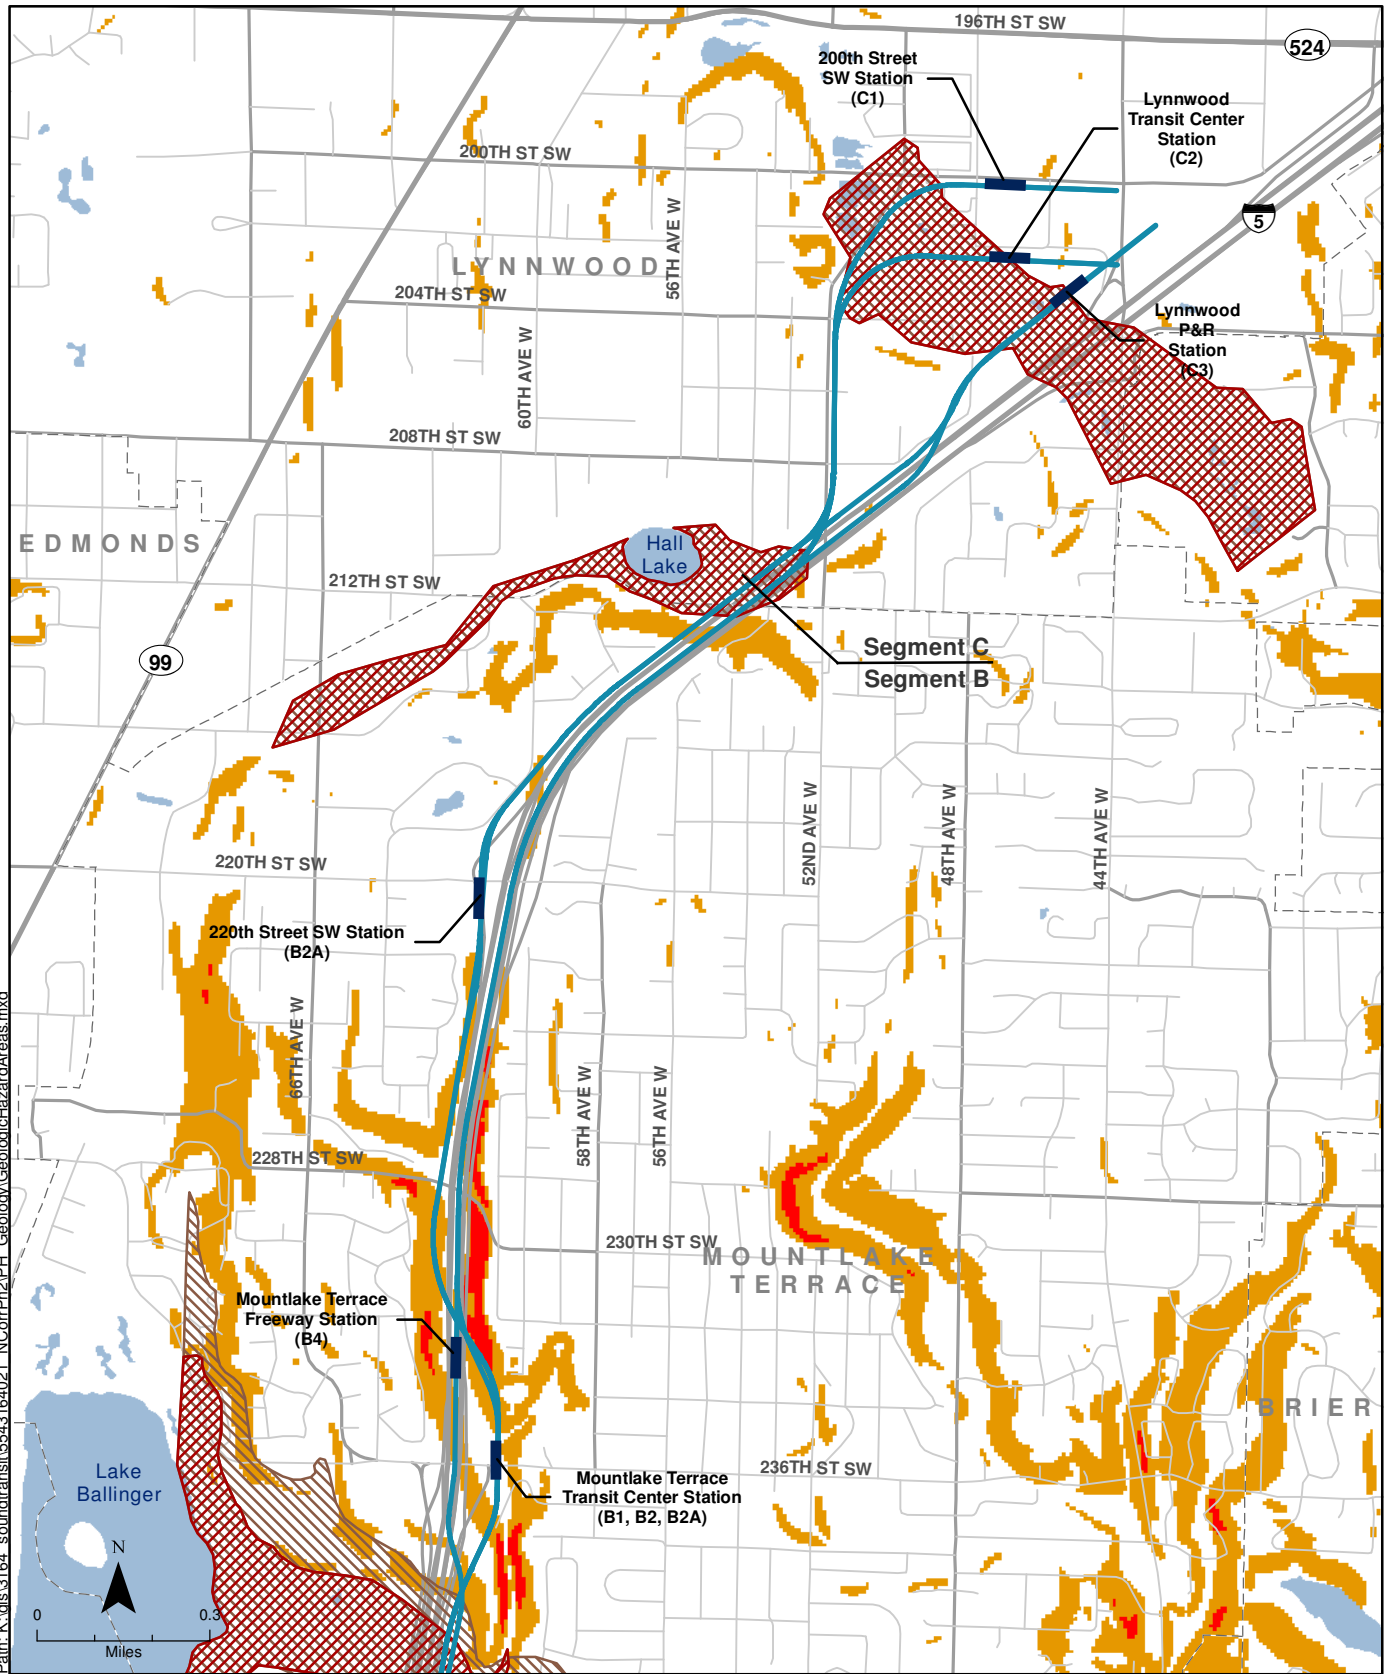 196TH ST SW
524
200th Street
SW Station
(C1)
Lynnwood
Transit Center
Station
(C2)
200TH ST SW
5
56TH AVE W
LYNNWOOD
204TH ST SW
Lynnwood
P&R
Station
(C3)
60TH AVE W
208TH ST SW
EDMONDS
Hall
Lake
212TH ST SW
Segment C
Segment B
99
52ND AVE W
48TH AVE W
44TH AVE W
220TH ST SW
220th Street SW Station
(B2A)
66TH AVE W
58TH AVE W
56TH AVE W
228TH ST SW
230TH ST SW
MOUNTLAKE
TERRACE
Mountlake Terrace
Freeway Station
(B4)
BRIER
236TH ST SW
Lake
Ballinger
Mountlake Terrace
Transit Center Station
(B1, B2, B2A)
N
0
0.3
Miles